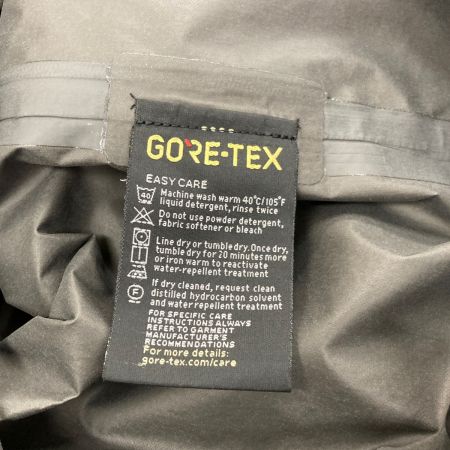 GORE-TEX
EASY CARE
40
Machine wash warm 40°C/105°F
liquid detergent, rinse twice
Do not use powder detergent,
fabric softener or bleach
Line dry or tumble dry. Once dry,
tumble dry for 20 minutes more
or iron warm to reactivate
water-repellent treatment
If dry cleaned, request clean
distilled hydrocarbon solvent
and water-repellent treatment
FOR SPECIFIC CARE
INSTRUCTIONS ALWAYS
REFER TO GARMENT
MANUFACTURER'S
RECOMMENDATIONS
For more details:
gore-tex.com/care